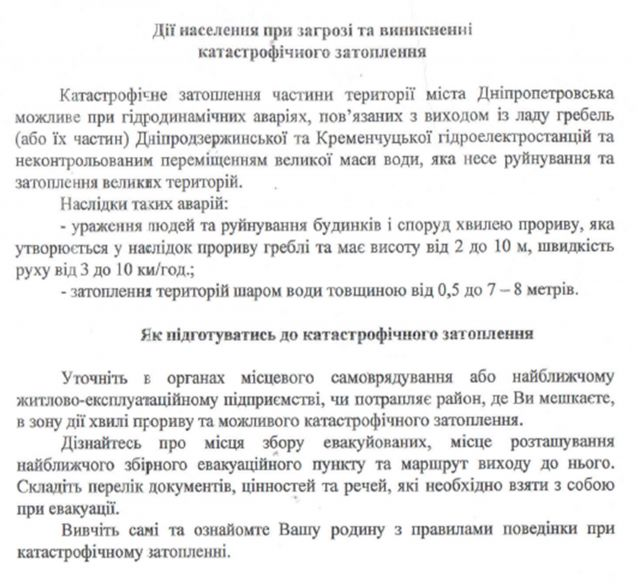 Дії населення при загрозі та виникненні
катастрофічного затоплення
Катастрофічне затоплення частини території міста Дніпропетровська
можливе при гідродинамічних аваріях, пов’язаних з виходом із ладу гребель
(або їх частин) Дніпродзержинської та Кременчуцької гідроелектростанцій та
неконтрольованим переміщенням великої маси води, яка несе руйнування та
затоплення великих територій.
Наслідки таких аварій:
- ураження людей та руйнування будинків і споруд хвилею прориву, яка
утворюється у наслідок прориву греблі та має висоту від 2 до 10 м, швидкість
руху від 3 до 10 км/год.;
- затоплення територій шаром води товщиною від 0,5 до 7 – 8 метрів.
Як підготуватись до катастрофічного затоплення
Уточніть в органах місцевого самоврядування або найближчому
житлово-експлуатаційному підприємстві, чи потрапляє район, де Ви мешкаєте,
в зону дії хвилі прориву та можливого катастрофічного затоплення.
Дізнайтесь про місця збору евакуйованих, місце розташування
найближчого збірного евакуаційного пункту та маршрут виходу до нього.
Складіть перелік документів, цінностей та речей, які необхідно взяти з собою
при евакуації.
Вивчіть самі та ознайомте Вашу родину з правилами поведінки при
катастрофічному затопленні.